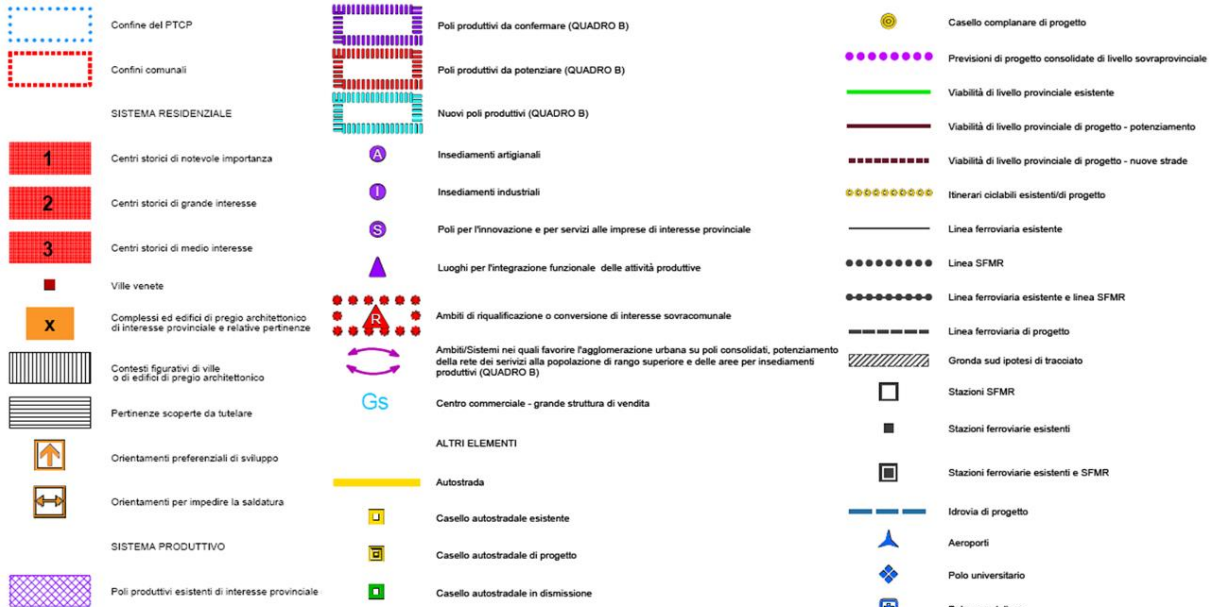 Confine del PTCP
Confini comunali
SISTEMA RESIDENZIALE
1
Centri storici di notevole importanza
2
Centri storici di grande interesse
3
Centri storici di medio interesse
Ville venete
x
Complessi ed edifici di pregio architettonico
di interesse provinciale e relative pertinenze
Contesti figurativi di ville
o di edifici di pregio architettonico
Pertinenze scoperte da tutelare
Orientamenti preferenziali di sviluppo
Orientamenti per impedire la saldatura
SISTEMA PRODUTTIVO
Poli produttivi esistenti di interesse provinciale
Poli produttivi da confermare (QUADRO B)
Poli produttivi da potenziare (QUADRO B)
Nuovi poli produttivi (QUADRO B)
A
Insediamenti artigianali
I
Insediamenti industriali
S
Poli per l'innovazione e per servizi alle imprese di interesse provinciale
Luoghi per l'integrazione funzionale delle attività produttive
R
Ambiti di riqualificazione o conversione di interesse sovracomunale
Ambiti/Sistemi nei quali favorire l'agglomerazione urbana su poli consolidati, potenziamento
della rete dei servizi alla popolazione di rango superiore e delle aree per insediamenti
produttivi (QUADRO B)
Gs
Centro commerciale - grande struttura di vendita
ALTRI ELEMENTI
Autostrada
Casello autostradale esistente
Casello autostradale di progetto
Casello autostradale in dismissione
Casello complanare di progetto
Previsioni di progetto consolidate di livello sovraprovinciale
Viabilità di livello provinciale esistente
Viabilità di livello provinciale di progetto - potenziamento
Viabilità di livello provinciale di progetto - nuove strade
Itinerari ciclabili esistenti/di progetto
Linea ferroviaria esistente
Linea SFMR
Linea ferroviaria esistente e linea SFMR
Linea ferroviaria di progetto
Gronda sud ipotesi di tracciato
Stazioni SFMR
Stazioni ferroviarie esistenti
Stazioni ferroviarie esistenti e SFMR
Idrovia di progetto
Aeroporti
Polo universitario